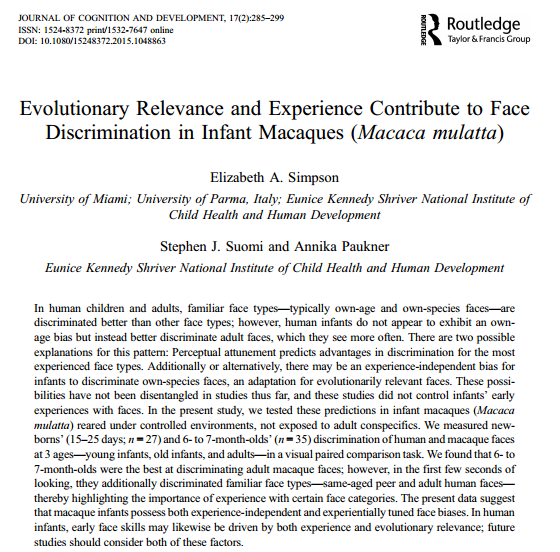 JOURNAL OF COGNITION AND DEVELOPMENT, 17(2):285–299
ISSN: 1524-8372 print/1532-7647 online
DOI: 10.1080/15248372.2015.1048863
ROUTLEDGE
Routledge
Taylor & Francis Group
Evolutionary Relevance and Experience Contribute to Face
Discrimination in Infant Macaques (Macaca mulatta)
Elizabeth A. Simpson
University of Miami; University of Parma, Italy; Eunice Kennedy Shriver National Institute of
Child Health and Human Development
Stephen J. Suomi and Annika Paukner
Eunice Kennedy Shriver National Institute of Child Health and Human Development
In human children and adults, familiar face types—typically own-age and own-species faces—are
discriminated better than other face types; however, human infants do not appear to exhibit an own-
age bias but instead better discriminate adult faces, which they see more often. There are two possible
explanations for this pattern: Perceptual attunement predicts advantages in discrimination for the most
experienced face types. Additionally or alternatively, there may be an experience-independent bias for
infants to discriminate own-species faces, an adaptation for evolutionarily relevant faces. These possi-
bilities have not been disentangled in studies thus far, and these studies did not control infants' early
experiences with faces. In the present study, we tested these predictions in infant macaques (Macaca
mulatta) reared under controlled environments, not exposed to adult conspecifics. We measured new-
borns' (15–25 days; n = 27) and 6- to 7-month-olds' (n = 35) discrimination of human and macaque faces
at 3 ages—young infants, old infants, and adults—in a visual paired comparison task. We found that 6- to
7-month-olds were the best at discriminating adult macaque faces; however, in the first few seconds of
looking, tthey additionally discriminated familiar face types—same-aged peer and adult human faces—
thereby highlighting the importance of experience with certain face categories. The present data suggest
that macaque infants possess both experience-independent and experientially tuned face biases. In human
infants, early face skills may likewise be driven by both experience and evolutionary relevance; future
studies should consider both of these factors.